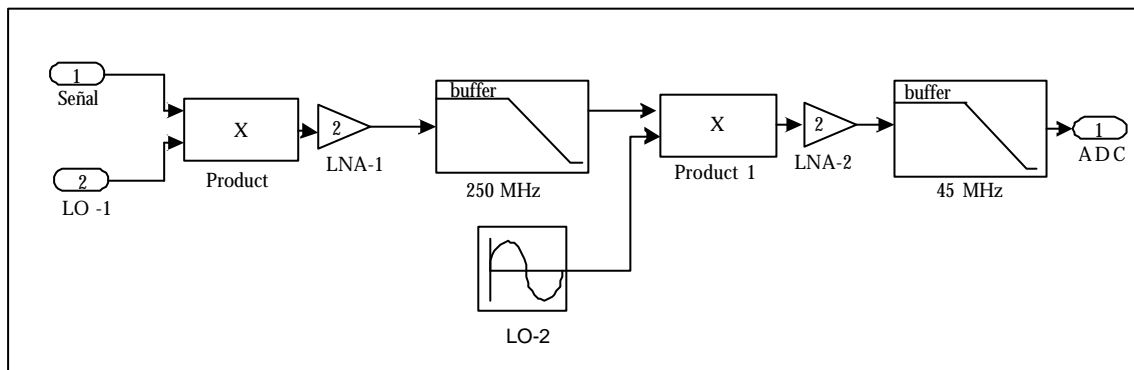 1
Señal
2
LO -1
X
Product
2
LNA-1
buffer
250 MHz
LO-2
X
Product 1
2
LNA-2
buffer
45 MHz
1
ADC